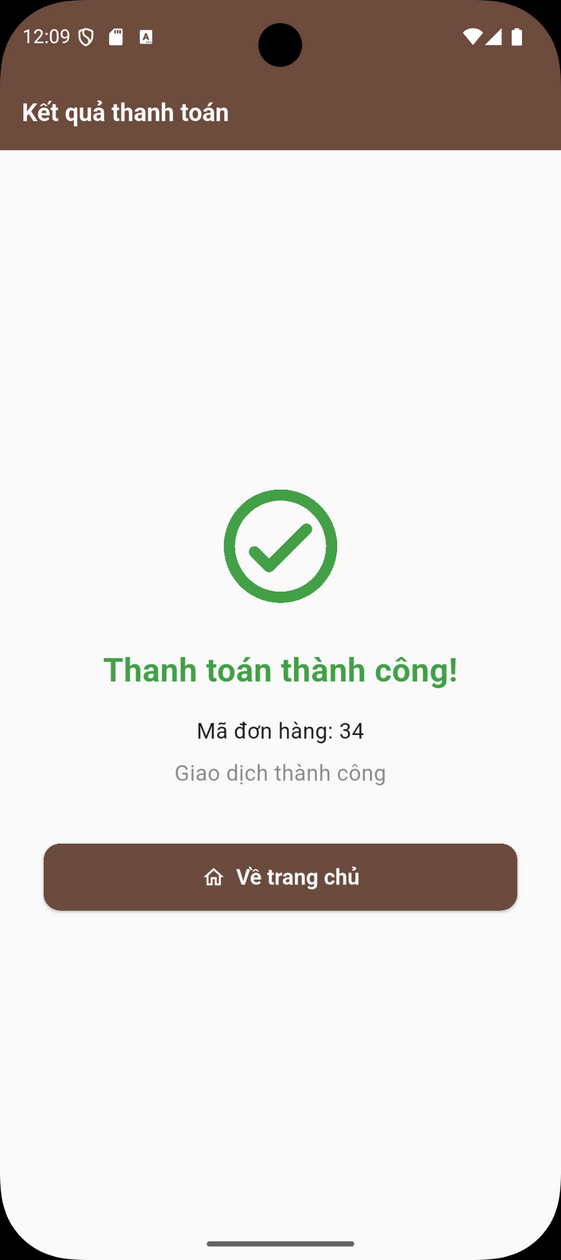 12:09
Kết quả thanh toán
Thanh toán thành công!
Mã đơn hàng: 34
Giao dịch thành công
Về trang chủ